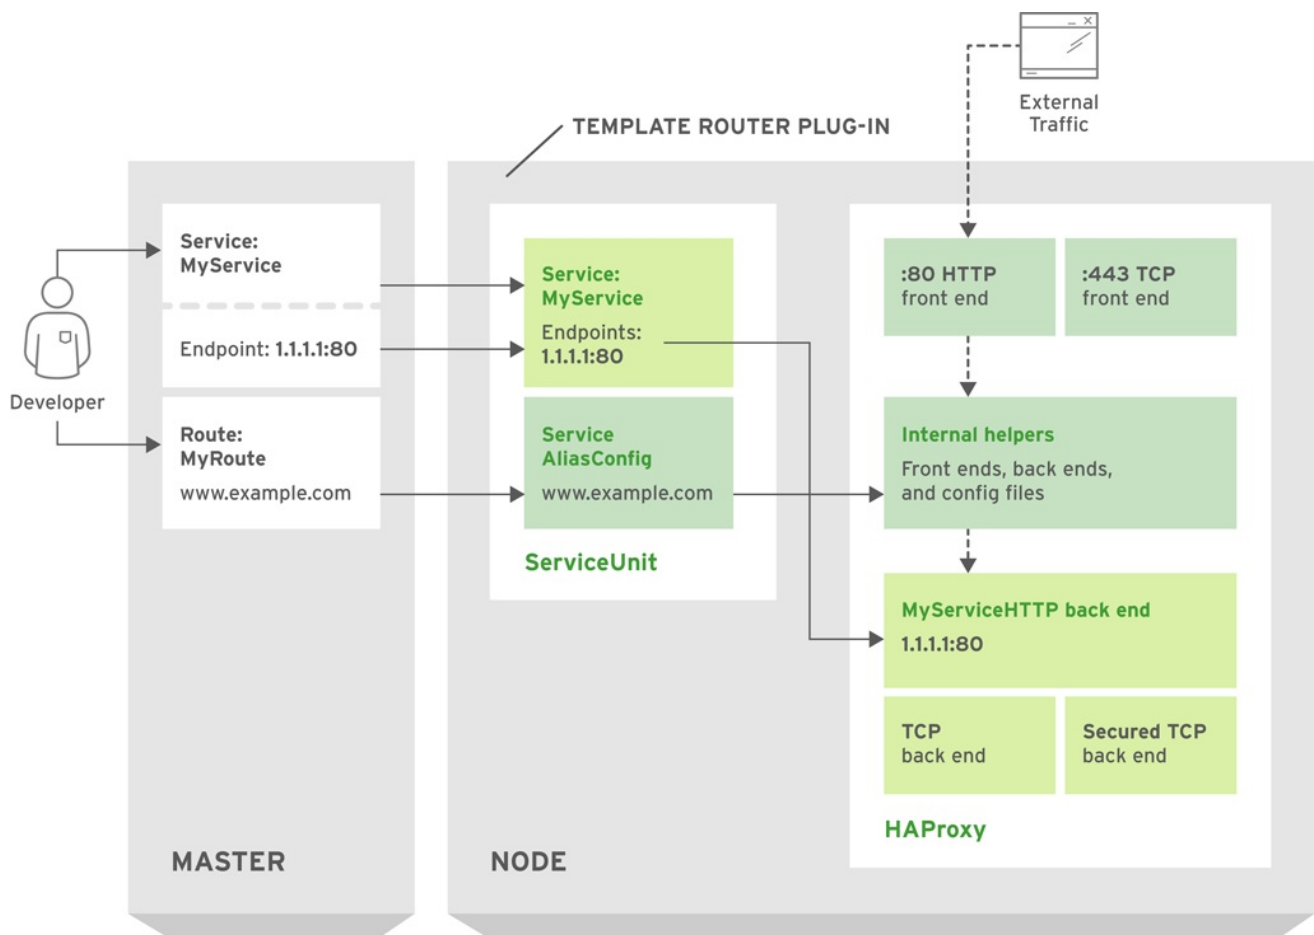 External
Traffic
TEMPLATE ROUTER PLUG-IN
Developer
Service:
MyService
Endpoint: 1.1.1.1:80
Route:
MyRoute
www.example.com
MASTER
Service:
MyService
Endpoints:
1.1.1.1:80
Service
AliasConfig
www.example.com
ServiceUnit
NODE
:80 HTTP
front end
:443 TCP
front end
Internal helpers
Front ends, back ends,
and config files
MyServiceHTTP back end
1.1.1.1:80
TCP
back end
Secured TCP
back end
HAProxy